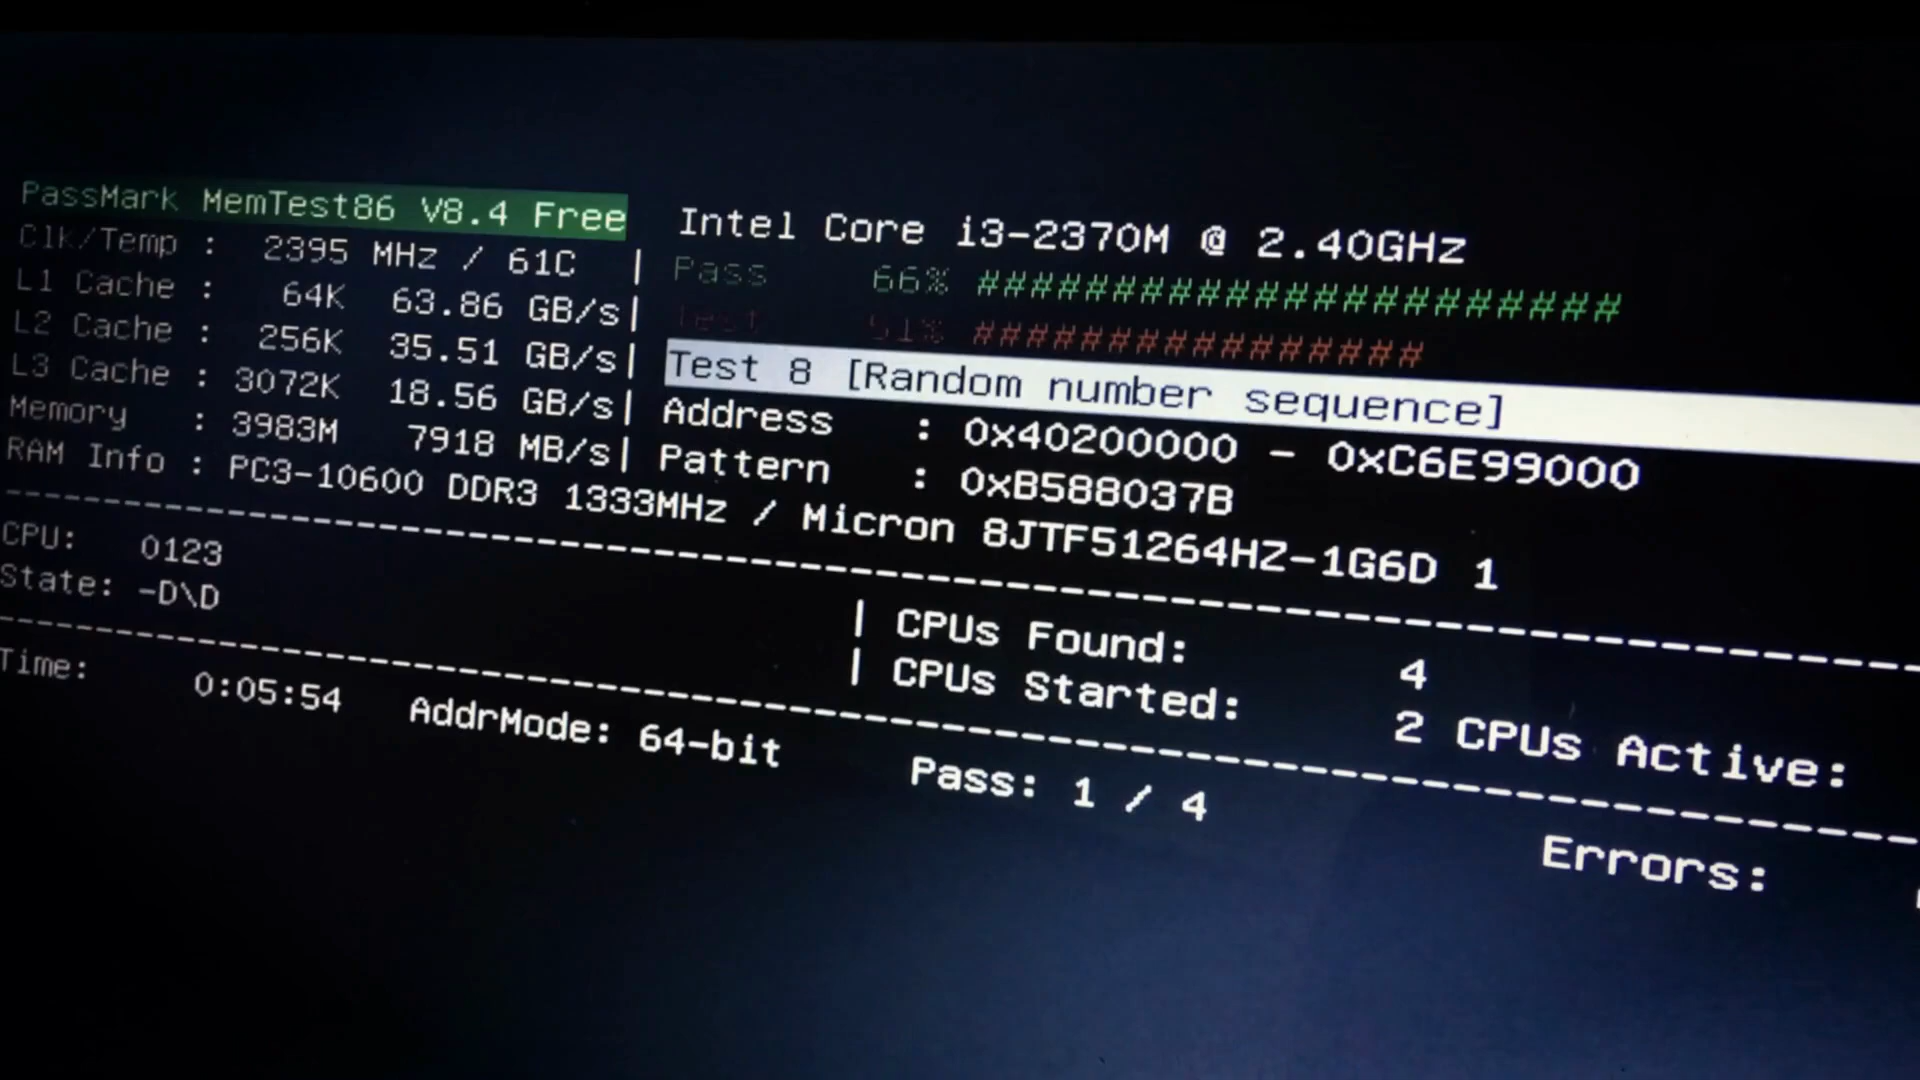 PassMark MemTest86 V8.4 Free
Intel Core i3-2370M @ 2.40GHz
Clk/Temp : 2395 MHz / 61C |
Pass 66% ########################
L1 Cache : 64K 63.86 GB/s|
Test 51% #################
L2 Cache : 256K 35.51 GB/s|
Test 8 [Random number sequence]
L3 Cache : 3072K 18.56 GB/s|
Address : 0x40200000 - 0xC6E99000
Memory : 3983M 7918 MB/s|
Pattern : 0xB588037B
RAM Info : PC3-10600 DDR3 1333MHz / Micron 8JTF51264HZ-1G6D 1
CPU: 0123
| CPUs Found: 4
State: -D\D
| CPUs Started: 2 CPUs Active:
Time: 0:05:54 AddrMode: 64-bit Pass: 1 / 4 Errors: